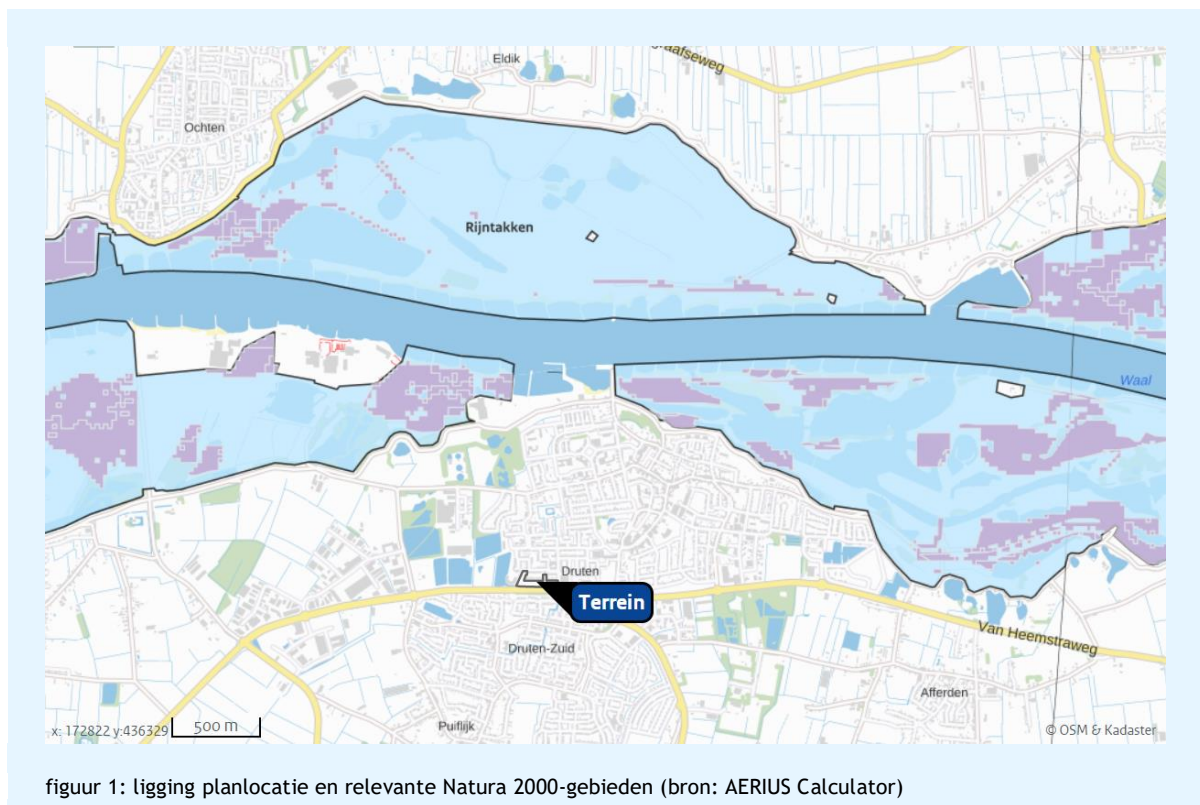 Eldik
graafseweg
Ochten
Rijntakken
Waal
Druten
Terrein
Van Heemstraweg
Druten-Zuid
Afferden
Puiflijk
x: 172822 y:436329
500 m
© OSM & Kadaster
figuur 1: ligging planlocatie en relevante Natura 2000-gebieden (bron: AERIUS Calculator)